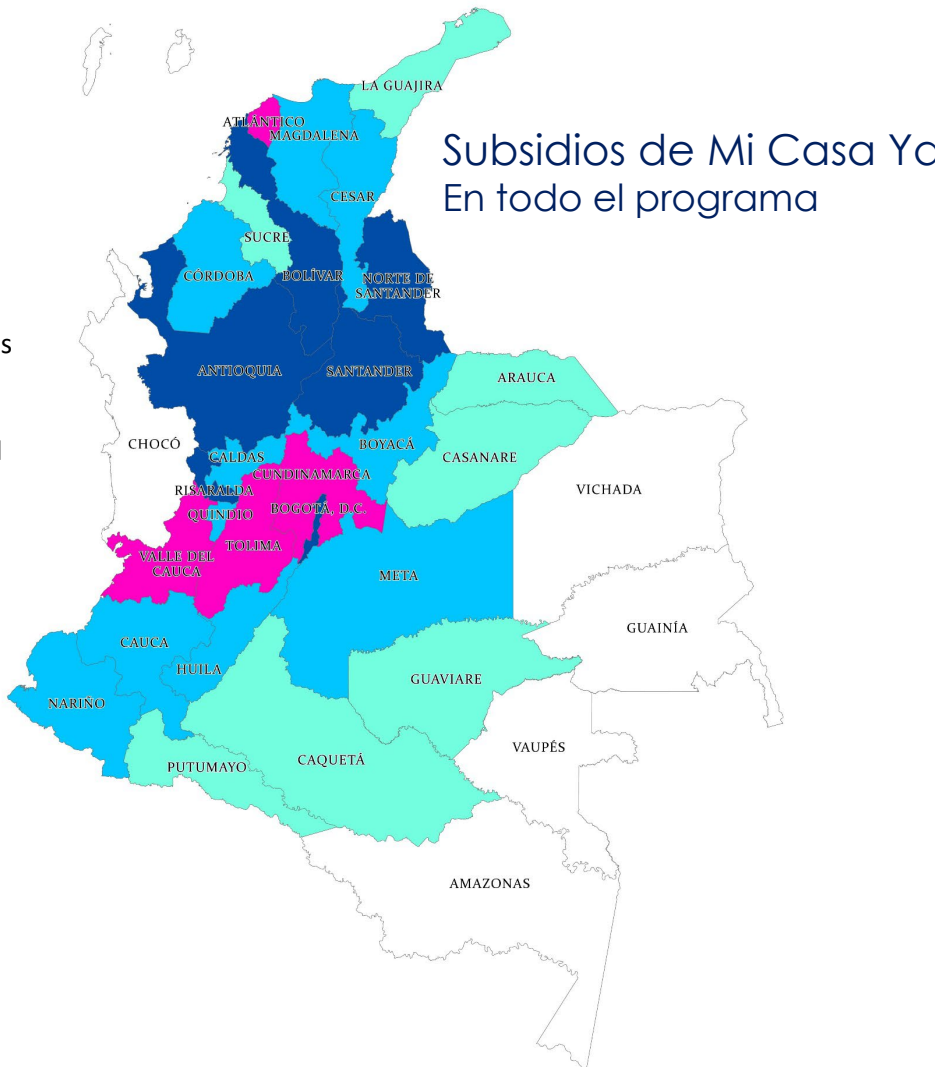 LA GUAJIRA
ATLÁNTICO
MAGDALENA
Subsidios de Mi Casa Ya
En todo el programa
CESAR
SUCRE
CÓRDOBA
BOLÍVAR
NORTE DE
SANTANDER
s
ANTIOQUIA
SANTANDER
ARAUCA
CHOCÓ
CALDAS
BOYACÁ
CASANARE
CUNDINAMARCA
VICHADA
RISARALDA
QUINDIO
BOGOTÁ, D.C.
TOLIMA
VALLE DEL
CAUCA
META
GUAINÍA
CAUCA
HUILA
GUAVIARE
NARIÑO
VAUPÉS
PUTUMAYO
CAQUETÁ
AMAZONAS